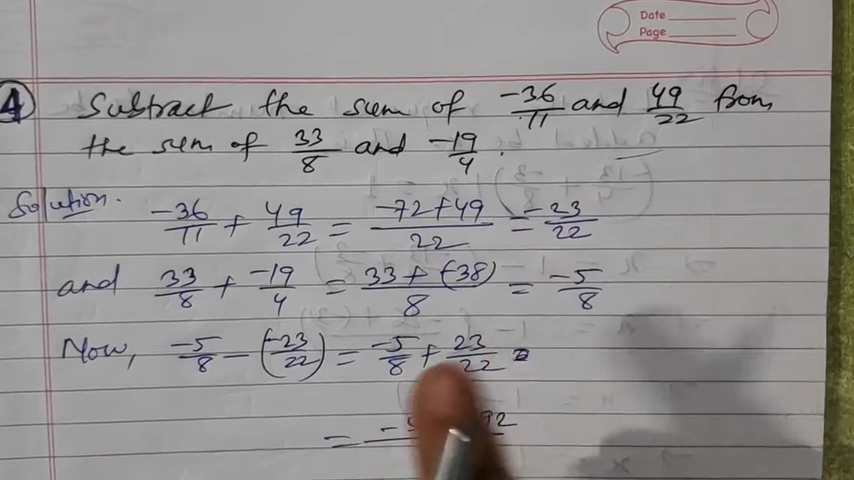 Date
Page
4 Subtract the sum of -36/11 and 49/22 from
the sum of 33/8 and -19/4.
Solution. -36/11 + 49/22 = -72+49/22 = -23/22
and 33/8 + -19/4 = 33+(-38)/8 = -5/8
Now, -5/8 - (-23/22) = -5/8 + 23/22 =
= -